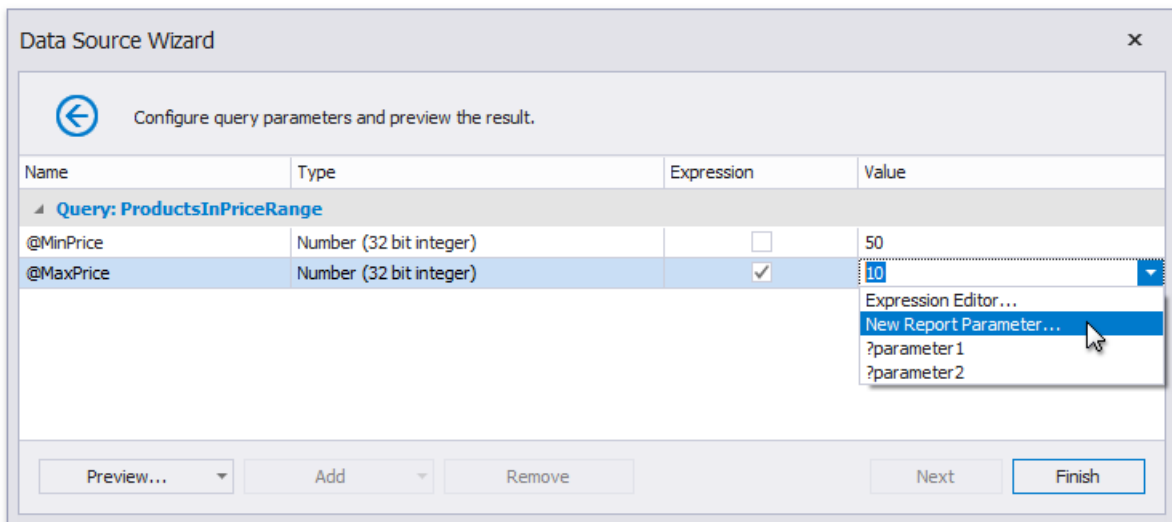 Data Source Wizard
Configure query parameters and preview the result.
Name Type Expression Value
Query: ProductsInPriceRange
@MinPrice Number (32 bit integer) 50
@MaxPrice Number (32 bit integer) 10
Expression Editor...
New Report Parameter...
?parameter1
?parameter2
Preview... Add Remove Next Finish